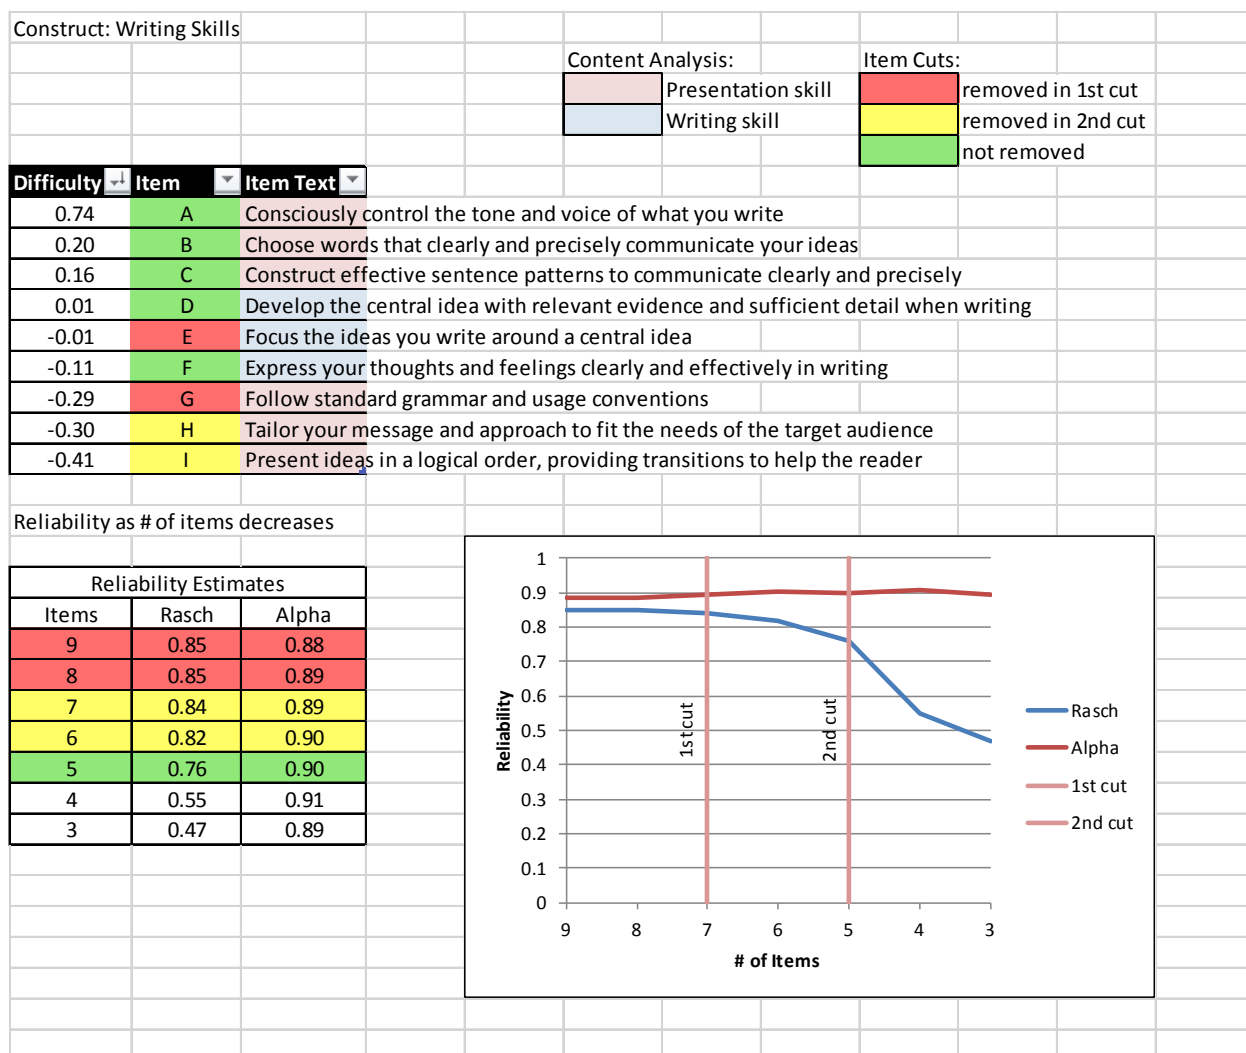 Construct: Writing Skills
Content Analysis: Item Cuts:
Presentation skill removed in 1st cut
Writing skill removed in 2nd cut
not removed
Difficulty Item Item Text
0.74 A Consciously control the tone and voice of what you write
0.20 B Choose words that clearly and precisely communicate your ideas
0.16 C Construct effective sentence patterns to communicate clearly and precisely
0.01 D Develop the central idea with relevant evidence and sufficient detail when writing
-0.01 E Focus the ideas you write around a central idea
-0.11 F Express your thoughts and feelings clearly and effectively in writing
-0.29 G Follow standard grammar and usage conventions
-0.30 H Tailor your message and approach to fit the needs of the target audience
-0.41 I Present ideas in a logical order, providing transitions to help the reader
Reliability as # of items decreases
Reliability Estimates
Items Rasch Alpha
9 0.85 0.88
8 0.85 0.89
7 0.84 0.89
6 0.82 0.90
5 0.76 0.90
4 0.55 0.91
3 0.47 0.89
Reliability
1
0.9
0.8
0.7
0.6
0.5
0.4
0.3
0.2
0.1
0
1st cut
2nd cut
9 8 7 6 5 4 3
# of Items
Rasch
Alpha
1st cut
2nd cut